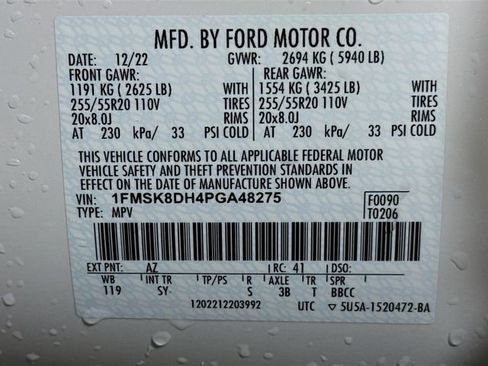 MFD. BY FORD MOTOR CO.
DATE: 12/22 GVWR: 2694 KG ( 5940 LB)
FRONT GAWR: REAR GAWR:
1191 KG ( 2625 LB) WITH 1554 KG ( 3425 LB) WITH
255/55R20 110V TIRES 255/55R20 110V TIRES
20x8.0J RIMS 20x8.0J RIMS
AT 230 kPa/ 33 PSI COLD AT 230 kPa/ 33 PSI COLD
THIS VEHICLE CONFORMS TO ALL APPLICABLE FEDERAL MOTOR
VEHICLE SAFETY AND THEFT PREVENTION STANDARDS IN
EFFECT ON THE DATE OF MANUFACTURE SHOWN ABOVE.
VIN: 1FMSK8DH4PGA48275 F0090
TYPE: MPV T0206
EXT PNT: AZ RC: 41 DSO:
WB INT TR TP/PS R AXLE TR SPR
119 SY S 3B T BBCC
1202212203992 UTC ▽ 5U5A-1520472-BA